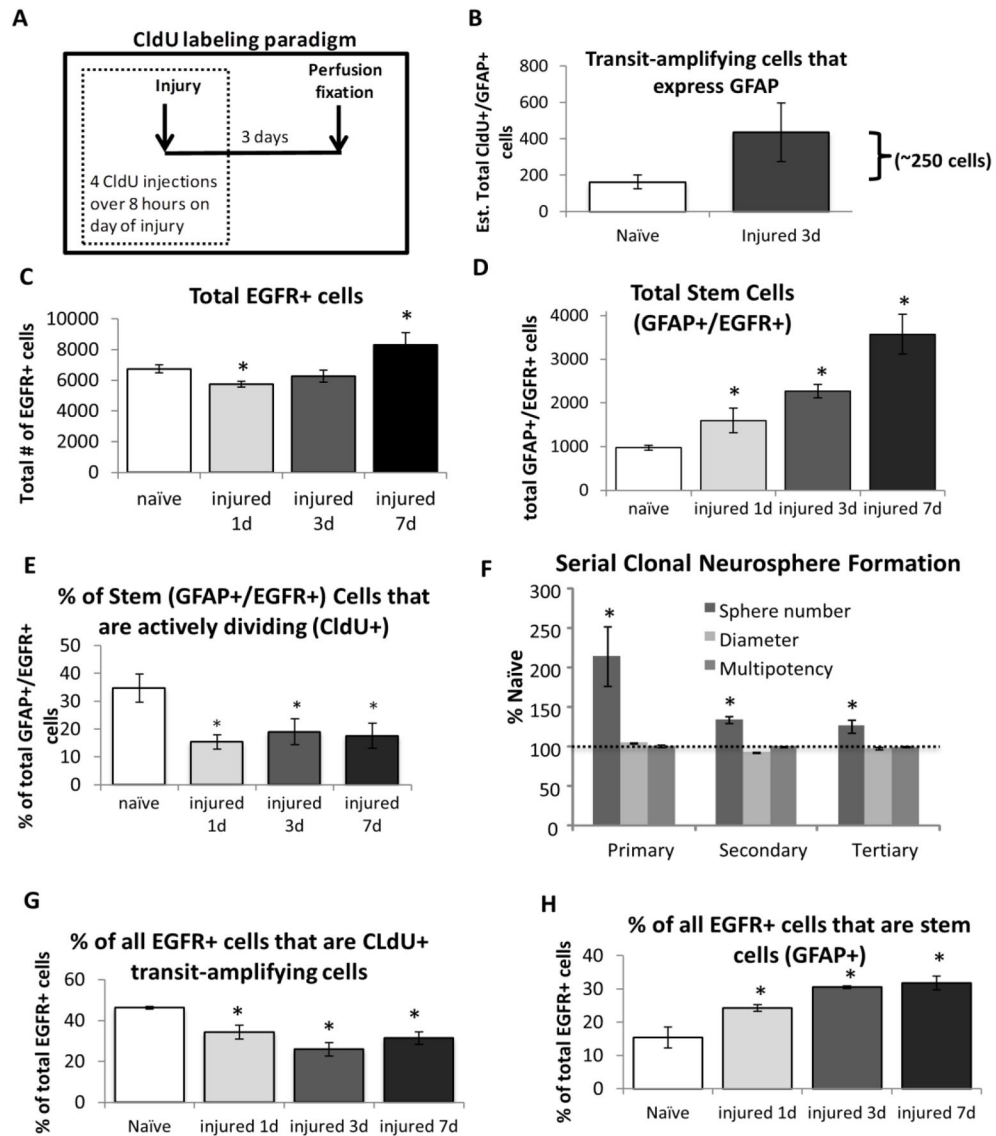 A
CldU labeling paradigm
Injury
Perfusion
fixation
3 days
4 CldU injections
over 8 hours on
day of injury
B
Transit-amplifying cells that
express GFAP
Est. Total CldU+/GFAP+
cells
800
600
400
200
0
Naïve
Injured 3d
(~250 cells)
C
Total EGFR+ cells
Total # of EGFR+ cells
10000
8000
6000
4000
2000
0
*
*
naïve
injured
1d
injured
3d
injured
7d
D
Total Stem Cells
(GFAP+/EGFR+)
total GFAP+/EGFR+ cells
4000
3000
2000
1000
0
*
*
*
naïve
injured 1d
injured 3d
injured 7d
E
% of Stem (GFAP+/EGFR+) Cells that
are actively dividing (CldU+)
% of total GFAP+/EGFR+
cells
50
40
30
20
10
0
*
*
*
naïve
injured
1d
injured
3d
injured
7d
F
Serial Clonal Neurosphere Formation
% Naïve
300
250
200
150
100
50
0
Sphere number
Diameter
Multipotency
*
*
*
Primary
Secondary
Tertiary
G
% of all EGFR+ cells that are CLdU+
transit-amplifying cells
% of total EGFR+ cells
60
40
20
0
*
*
*
Naïve
injured 1d
injured 3d
injured 7d
H
% of all EGFR+ cells that are stem
cells (GFAP+)
% of total EGFR+ cells
40
30
20
10
0
*
*
*
Naïve
injured 1d
injured 3d
injured 7d